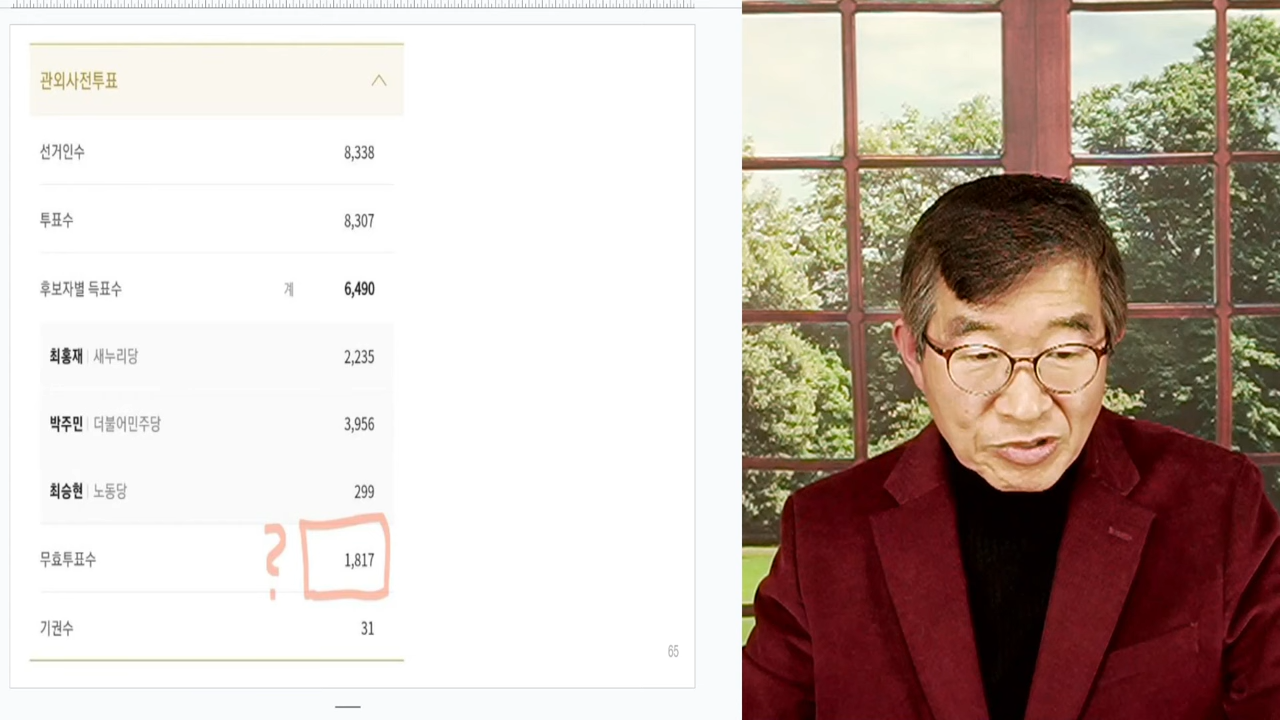 관외사전투표
선거인수 8,338
투표수 8,307
후보자별 득표수 계 6,490
최홍재 새누리당 2,235
박주민 더불어민주당 3,956
최승현 노동당 299
무효투표수 ? 1,817
기권수 31
65